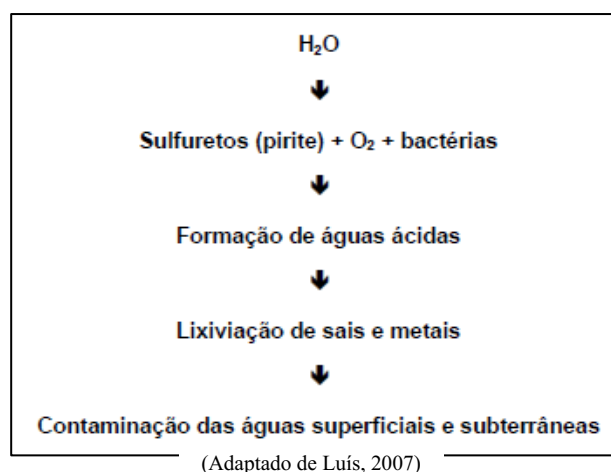 H₂O
Sulfuretos (pirite) + O₂ + bactérias
Formação de águas ácidas
Lixiviação de sais e metais
Contaminação das águas superficiais e subterrâneas
(Adaptado de Luís, 2007)